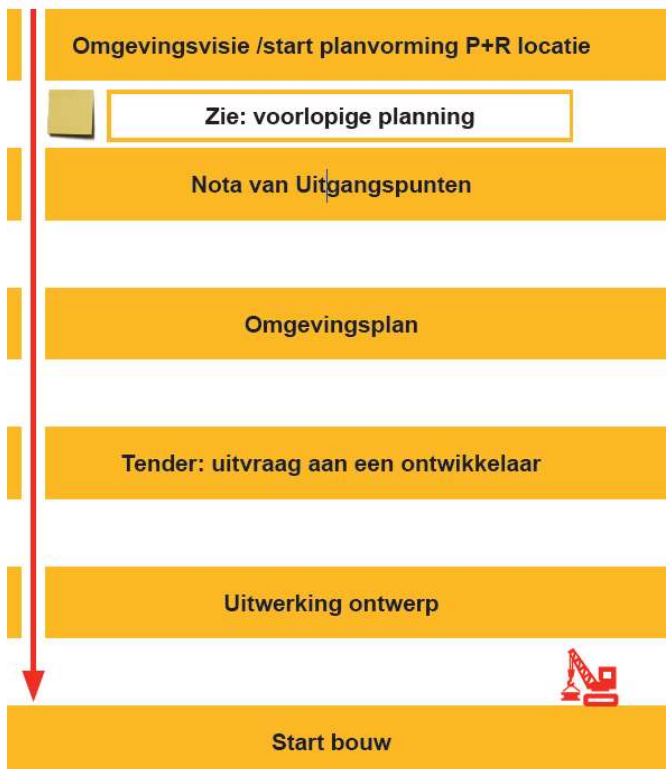 Omgevingsvisie /start planvorming P+R locatie
Zie: voorlopige planning
Nota van Uitgangspunten
Omgevingsplan
Tender: uitvraag aan een ontwikkelaar
Uitwerking ontwerp
Start bouw